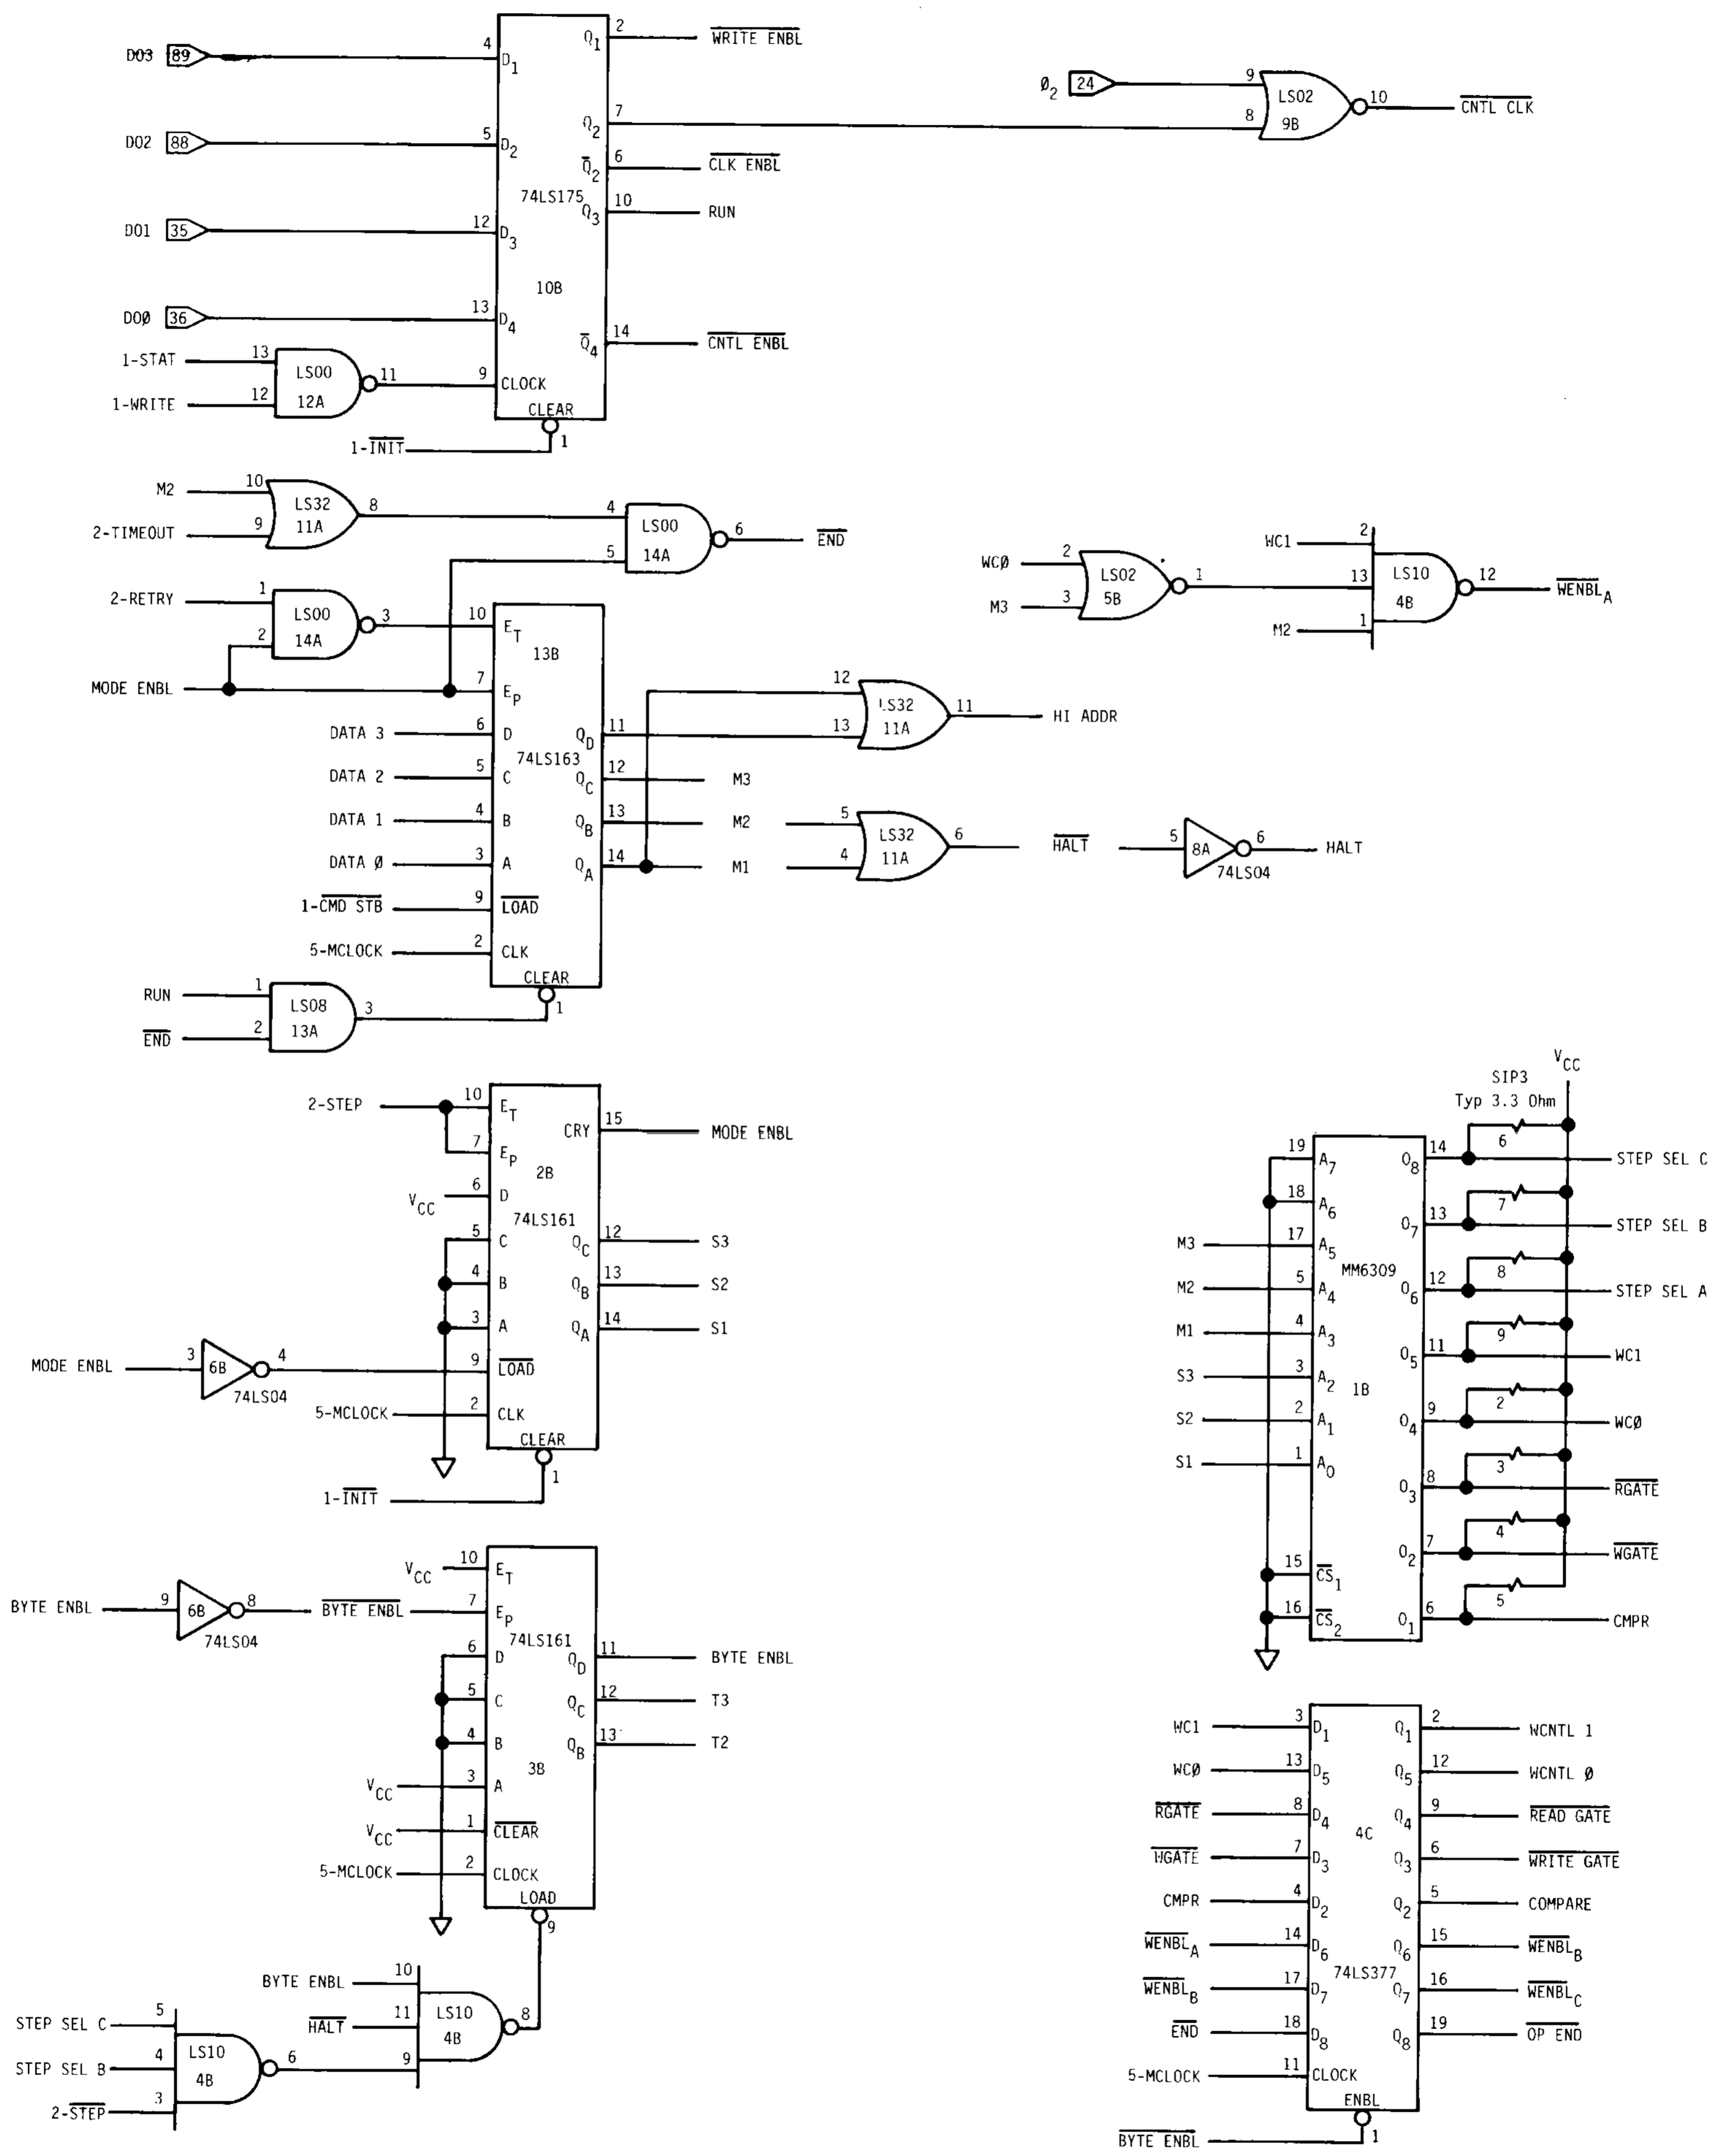 DO3 89 4 D1 Q1 2 WRITE ENBL
DO2 88 5 D2 Q2 7
Ø2 24 9 8 LS02 9B 10 CNTL CLK
Q̄2 6 CLK ENBL
74LS175
Q3 10 RUN
DO1 35 12 D3
10B
DOØ 36 13 D4 Q̄4 14 CNTL ENBL
1-STAT 13
1-WRITE 12
LS00 12A 11 9 CLOCK
CLEAR
1-INIT 1
M2 10
2-TIMEOUT 9
LS32 11A 8 4
LS00 14A 6 END
5
2-RETRY 1
2
LS00 14A 3 10 ET
13B
MODE ENBL 7 EP
DATA 3 6 D QD 11
74LS163
DATA 2 5 C QC 12 M3
DATA 1 4 B QB 13 M2
DATA Ø 3 A QA 14 M1
1-CMD STB 9 LOAD
5-MCLOCK 2 CLK
CLEAR
1
RUN 1
END 2
LS08 13A 3
12
13
LS32 11A 11 HI ADDR
5
4
LS32 11A 6 HALT
5 8A 6 HALT
74LS04
WCØ 2
M3 3
LS02 5B 1
WC1 2
13
M2 1
LS10 4B 12 WENBLA
2-STEP 10 ET
CRY 15 MODE ENBL
7 EP
2B
VCC 6 D
74LS161
5 C QC 12 S3
4 B QB 13 S2
3 A QA 14 S1
MODE ENBL 3 6B 4 9 LOAD
74LS04
5-MCLOCK 2 CLK
CLEAR
1-INIT 1
VCC 10 ET
BYTE ENBL 9 6B 8 BYTE ENBL 7 EP
74LS04
74LS161
6 D QD 11 BYTE ENBL
5 C QC 12 T3
4 B QB 13 T2
3B
VCC 3 A
VCC 1 CLEAR
5-MCLOCK 2 CLOCK
LOAD
9
BYTE ENBL 10
HALT 11
9
LS10 4B 8
STEP SEL C 5
STEP SEL B 4
2-STEP 3
LS10 4B 6
VCC
SIP3
Typ 3.3 Ohm
19 A7 O8 14 6 STEP SEL C
18 A6 O7 13 7 STEP SEL B
M3 17 A5
MM6309
M2 5 A4 O6 12 8 STEP SEL A
M1 4 A3 O5 11 9 WC1
S3 3 A2
1B
S2 2 A1 O4 9 2 WCØ
S1 1 A0 O3 8 3 RGATE
O2 7 4 WGATE
15 CS1
16 CS2 O1 6 5 CMPR
WC1 3 D1 Q1 2 WCNTL 1
WCØ 13 D5 Q5 12 WCNTL Ø
RGATE 8 D4 Q4 9 READ GATE
4C
WGATE 7 D3 Q3 6 WRITE GATE
CMPR 4 D2 Q2 5 COMPARE
WENBLA 14 D6 Q6 15 WENBLB
74LS377
WENBLB 17 D7 Q7 16 WENBLC
END 18 D8 Q8 19 OP END
5-MCLOCK 11 CLOCK
ENBL
BYTE ENBL 1